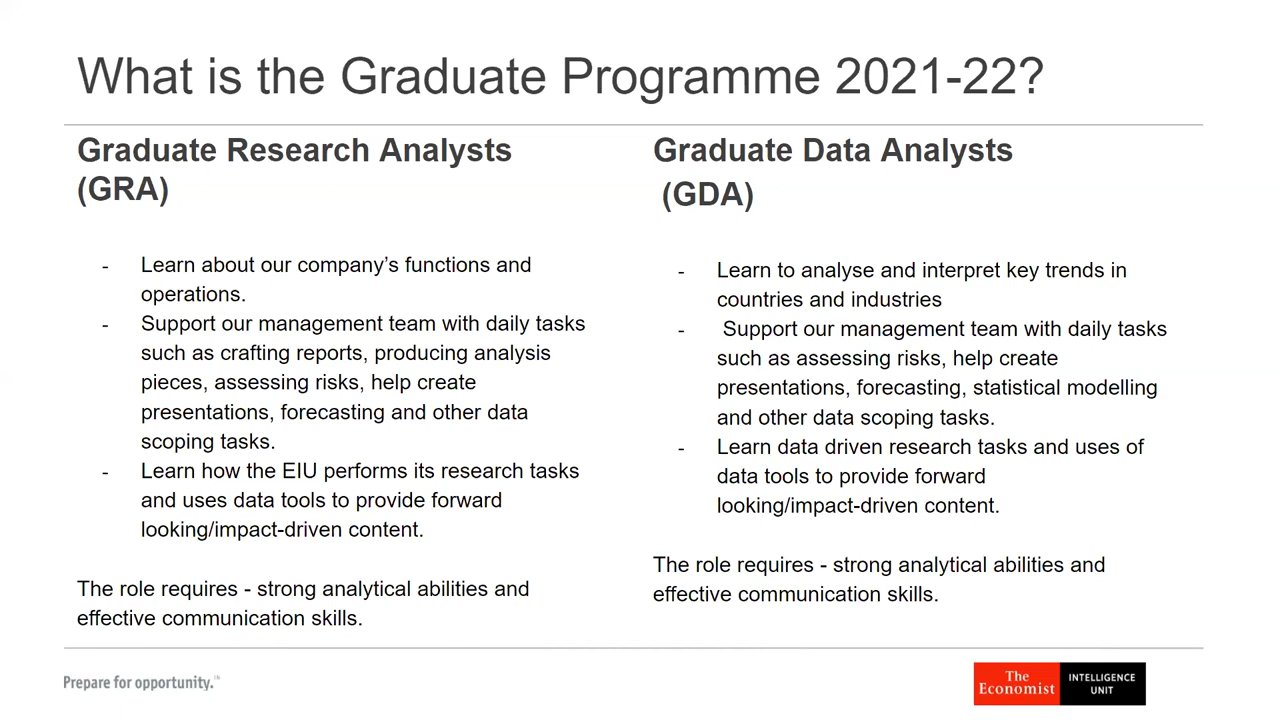 What is the Graduate Programme 2021-22?
Graduate Research Analysts
(GRA)
- Learn about our company’s functions and
operations.
- Support our management team with daily tasks
such as crafting reports, producing analysis
pieces, assessing risks, help create
presentations, forecasting and other data
scoping tasks.
- Learn how the EIU performs its research tasks
and uses data tools to provide forward
looking/impact-driven content.
The role requires - strong analytical abilities and
effective communication skills.
Graduate Data Analysts
(GDA)
- Learn to analyse and interpret key trends in
countries and industries
- Support our management team with daily tasks
such as assessing risks, help create
presentations, forecasting, statistical modelling
and other data scoping tasks.
- Learn data driven research tasks and uses of
data tools to provide forward
looking/impact-driven content.
The role requires - strong analytical abilities and
effective communication skills.
Prepare for opportunity.™
The
Economist
INTELLIGENCE
UNIT